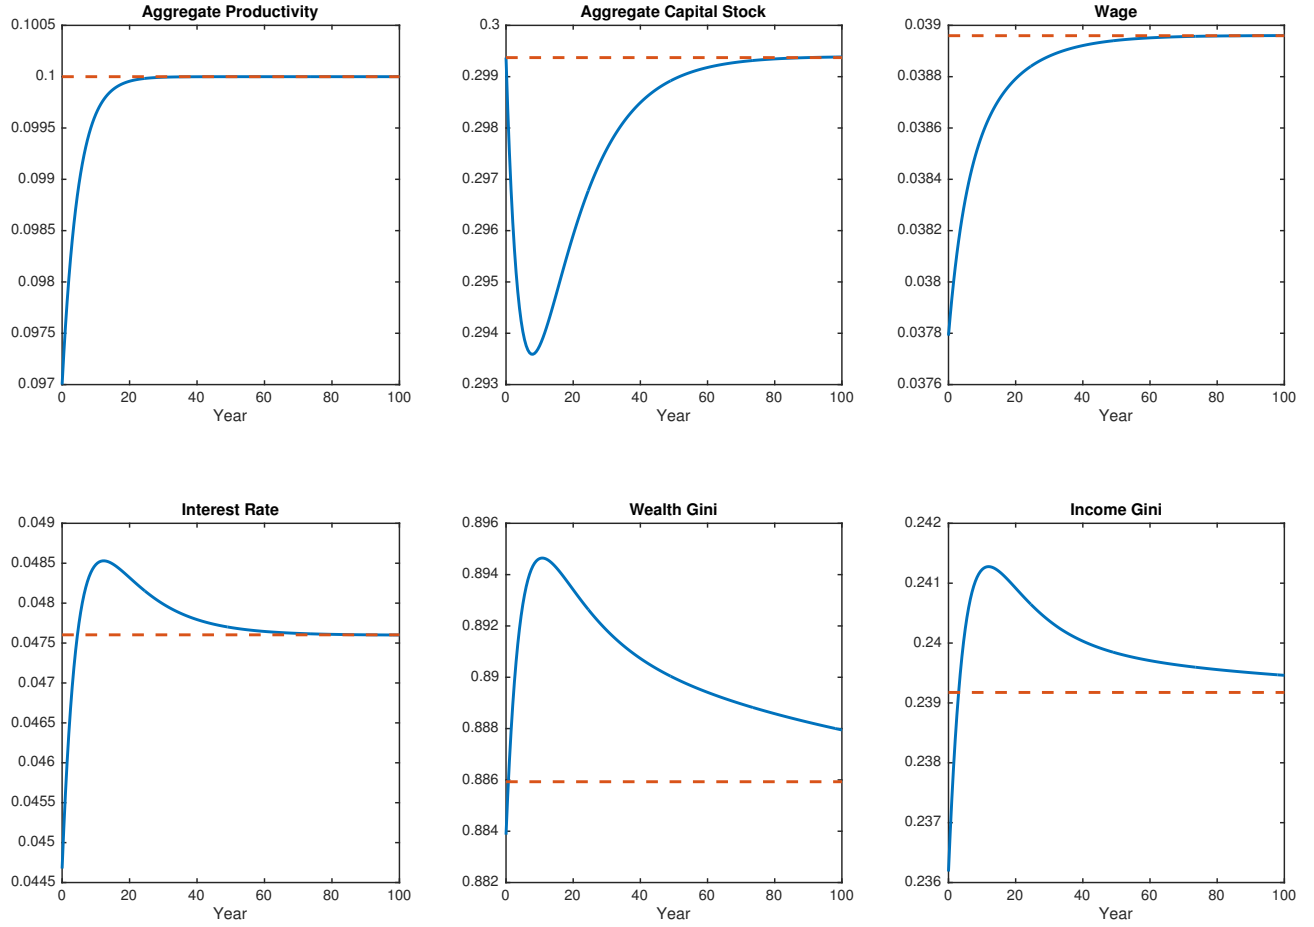 Aggregate Productivity
0.1005
0.1
0.0995
0.099
0.0985
0.098
0.0975
0.097
0 20 40 60 80 100
Year
Aggregate Capital Stock
0.3
0.299
0.298
0.297
0.296
0.295
0.294
0.293
0 20 40 60 80 100
Year
Wage
0.039
0.0388
0.0386
0.0384
0.0382
0.038
0.0378
0.0376
0 20 40 60 80 100
Year
Interest Rate
0.049
0.0485
0.048
0.0475
0.047
0.0465
0.046
0.0455
0.045
0.0445
0 20 40 60 80 100
Year
Wealth Gini
0.896
0.894
0.892
0.89
0.888
0.886
0.884
0.882
0 20 40 60 80 100
Year
Income Gini
0.242
0.241
0.24
0.239
0.238
0.237
0.236
0 20 40 60 80 100
Year